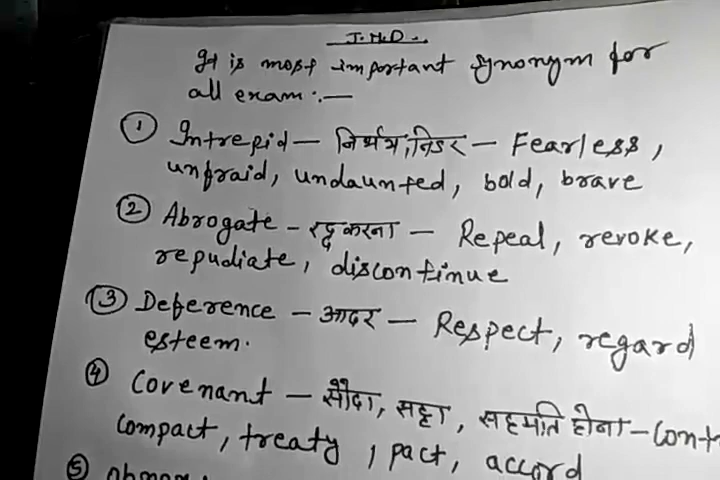 J.N.D..
It is most important synonym for
all exam :—
① Intrepid — निर्भय, निडर — Fearless,
unfraid, undaunted, bold, brave
② Abrogate - रद्द करना — Repeal, revoke,
repudiate, discontinue
③ Deference — आदर — Respect, regard
esteem.
④ Covenant — सौदा, सट्टा, सहमति होना — Cont
compact, treaty, pact, accord
⑤